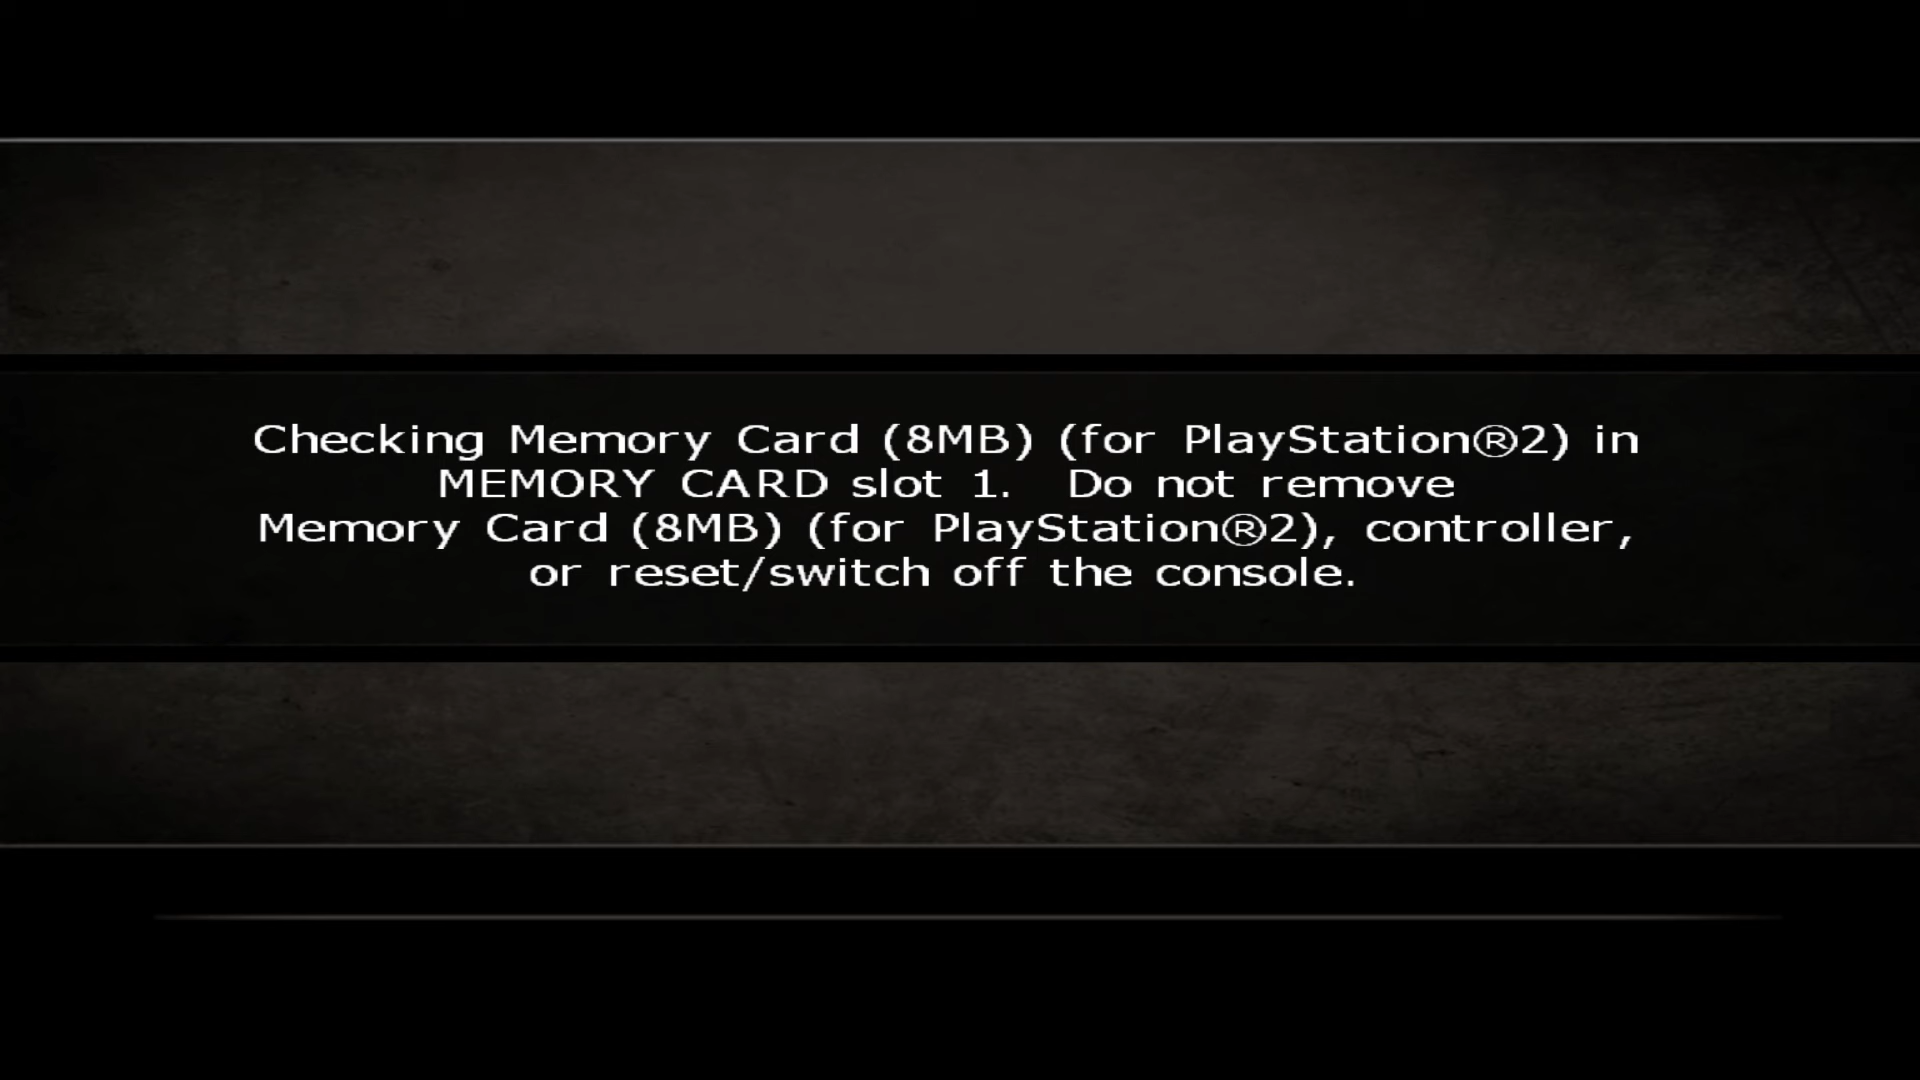 Checking Memory Card (8MB) (for PlayStation®2) in
MEMORY CARD slot 1.  Do not remove
Memory Card (8MB) (for PlayStation®2), controller,
or reset/switch off the console.